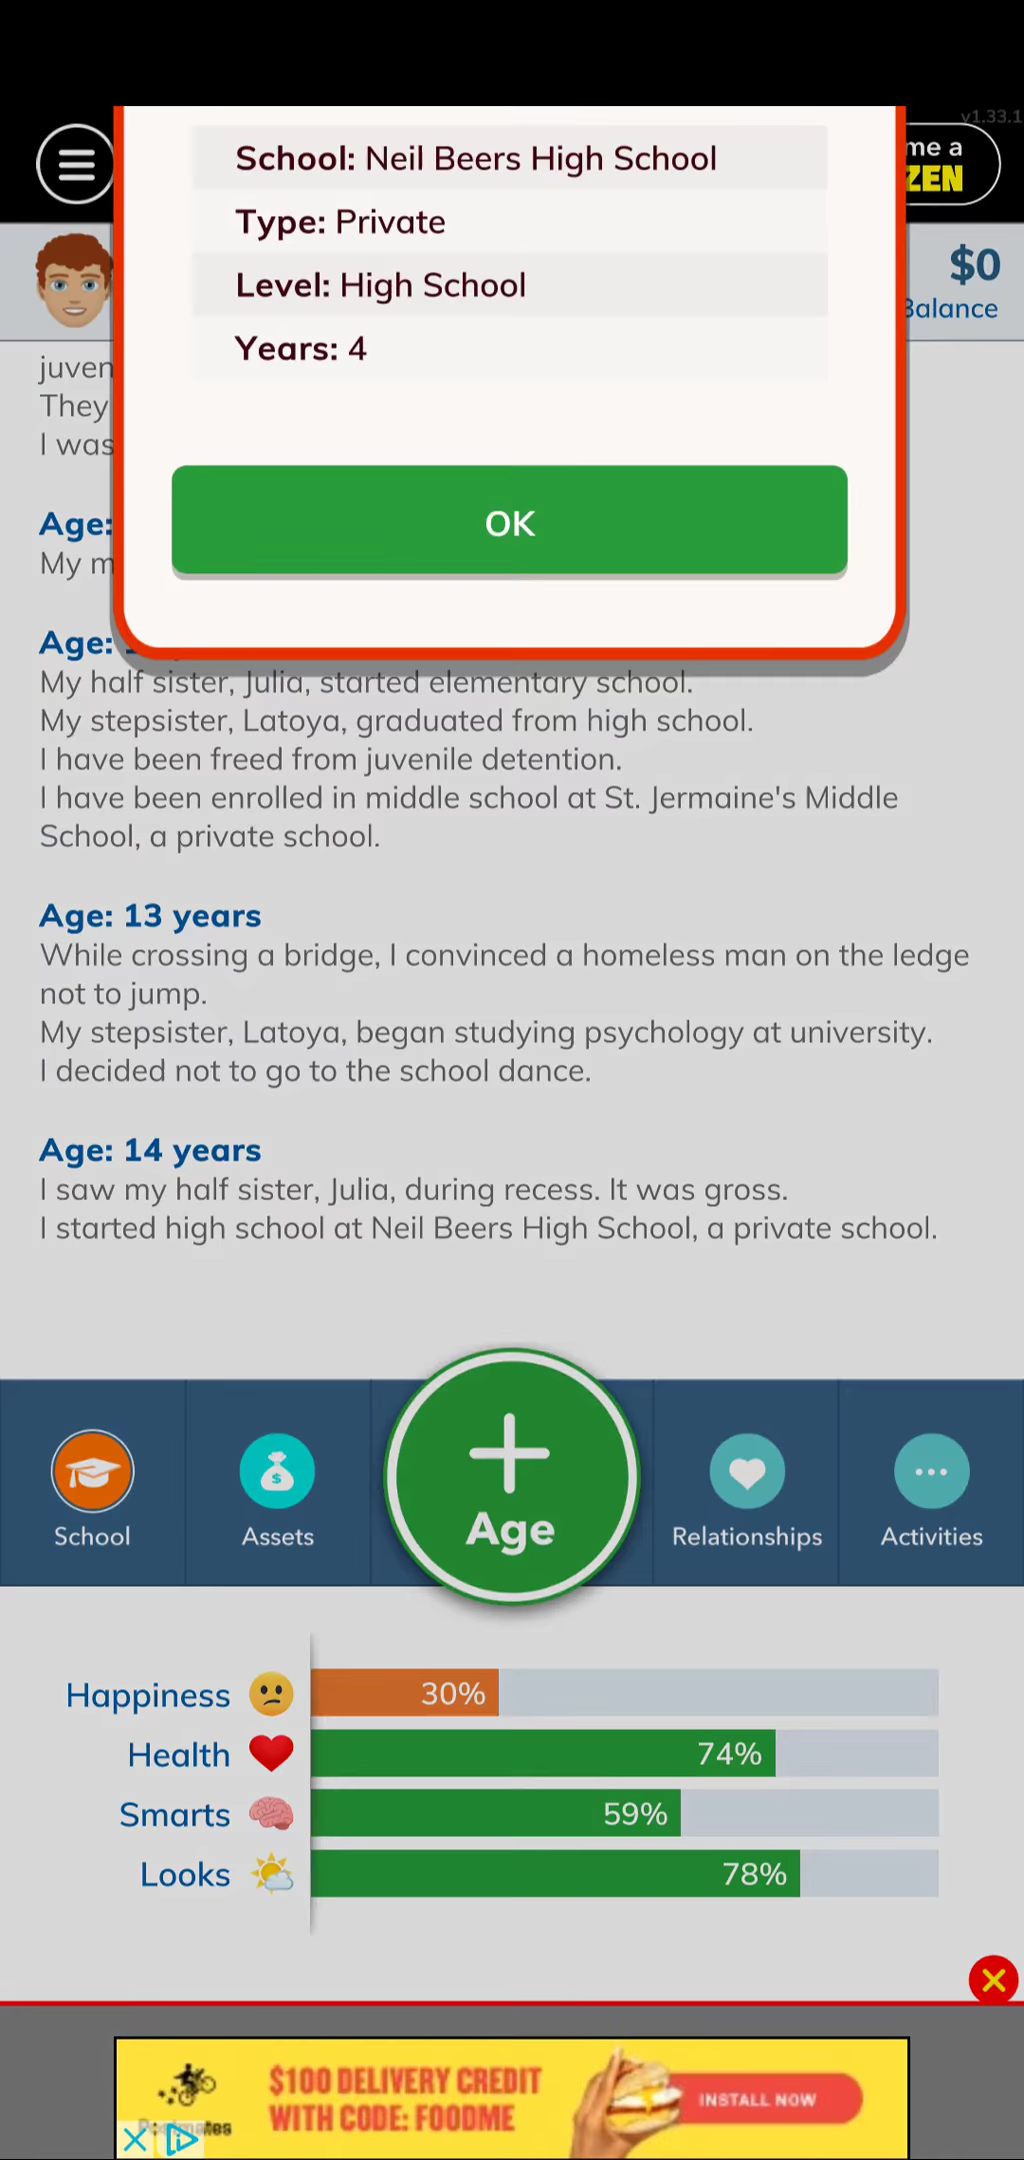 v1.33.1
School: Neil Beers High School
me a
ZEN
Type: Private
Level: High School
$0
Balance
Years: 4
juven
They
I was
OK
Age:
My m
Age:
My half sister, Julia, started elementary school.
My stepsister, Latoya, graduated from high school.
I have been freed from juvenile detention.
I have been enrolled in middle school at St. Jermaine's Middle
School, a private school.
Age: 13 years
While crossing a bridge, I convinced a homeless man on the ledge
not to jump.
My stepsister, Latoya, began studying psychology at university.
I decided not to go to the school dance.
Age: 14 years
I saw my half sister, Julia, during recess. It was gross.
I started high school at Neil Beers High School, a private school.
School
Assets
Age
Relationships
Activities
Happiness 30%
Health 74%
Smarts 59%
Looks 78%
$100 DELIVERY CREDIT
WITH CODE: FOODME
INSTALL NOW